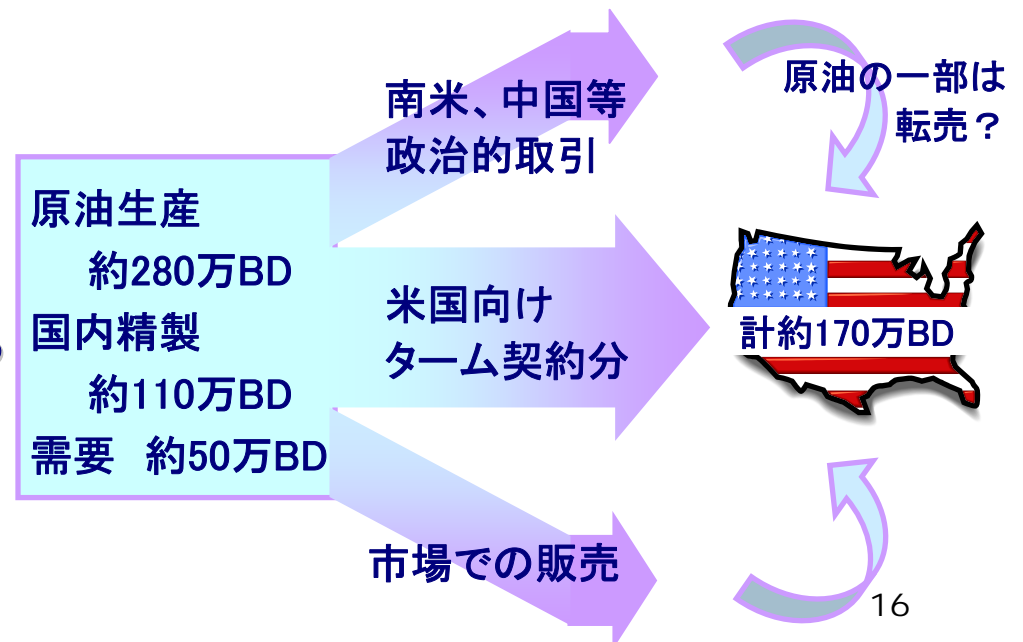 原油生産
約280万BD
国内精製
約110万BD
需要　約50万BD
南米、中国等
政治的取引
米国向け
ターム契約分
市場での販売
原油の一部は
転売？
計約170万BD
16